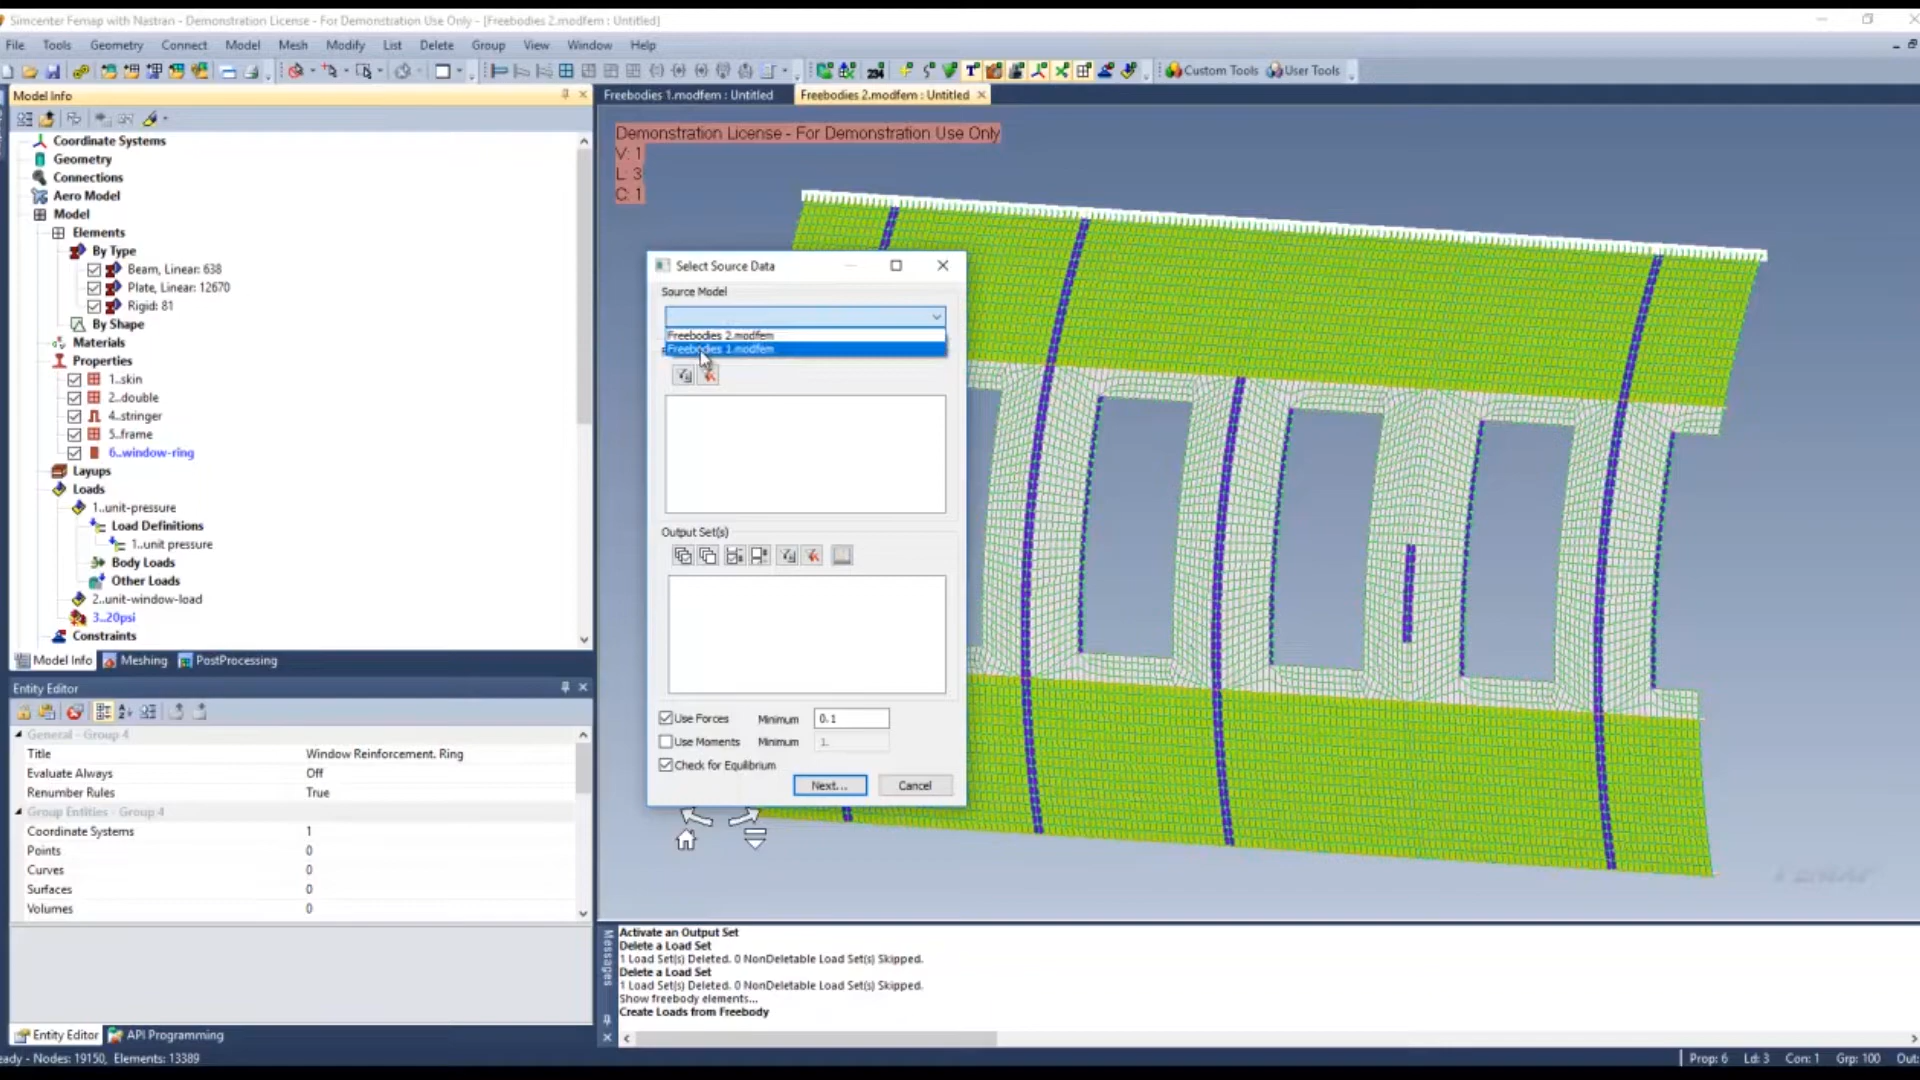 Simcenter Femap with Nastran - Demonstration License - For Demonstration Use Only - [Freebodies 2.modfem : Untitled]
File Tools Geometry Connect Model Mesh Modify List Delete Group View Window Help
Custom Tools User Tools
Model Info
Freebodies 1.modfem : Untitled Freebodies 2.modfem : Untitled
Coordinate Systems
Geometry
Connections
Aero Model
Model
Elements
By Type
Beam, Linear: 638
Plate, Linear: 12670
Rigid: 81
By Shape
Materials
Properties
1..skin
2..double
4..stringer
5..frame
6..window-ring
Layups
Loads
1..unit-pressure
Load Definitions
1..unit pressure
Body Loads
Other Loads
2..unit-window-load
3..20psi
Constraints
Model Info Meshing PostProcessing
Entity Editor
General - Group 4
Title Window Reinforcement. Ring
Evaluate Always Off
Renumber Rules True
Group Entities - Group 4
Coordinate Systems 1
Points 0
Curves 0
Surfaces 0
Volumes 0
Entity Editor API Programming
Demonstration License - For Demonstration Use Only
V: 1
L: 3
C: 1
Select Source Data
Source Model
Freebodies 2.modfem
Freebodies 1.modfem
Output Set(s)
Use Forces Minimum 0.1
Use Moments Minimum 1.
Check for Equilibrium
Next... Cancel
Messages
Activate an Output Set
Delete a Load Set
1 Load Set(s) Deleted. 0 NonDeletable Load Set(s) Skipped.
Delete a Load Set
1 Load Set(s) Deleted. 0 NonDeletable Load Set(s) Skipped.
Show freebody elements...
Create Loads from Freebody
eady - Nodes: 19150, Elements: 13389
Prop: 6 Ld: 3 Con: 1 Grp: 100 Out: